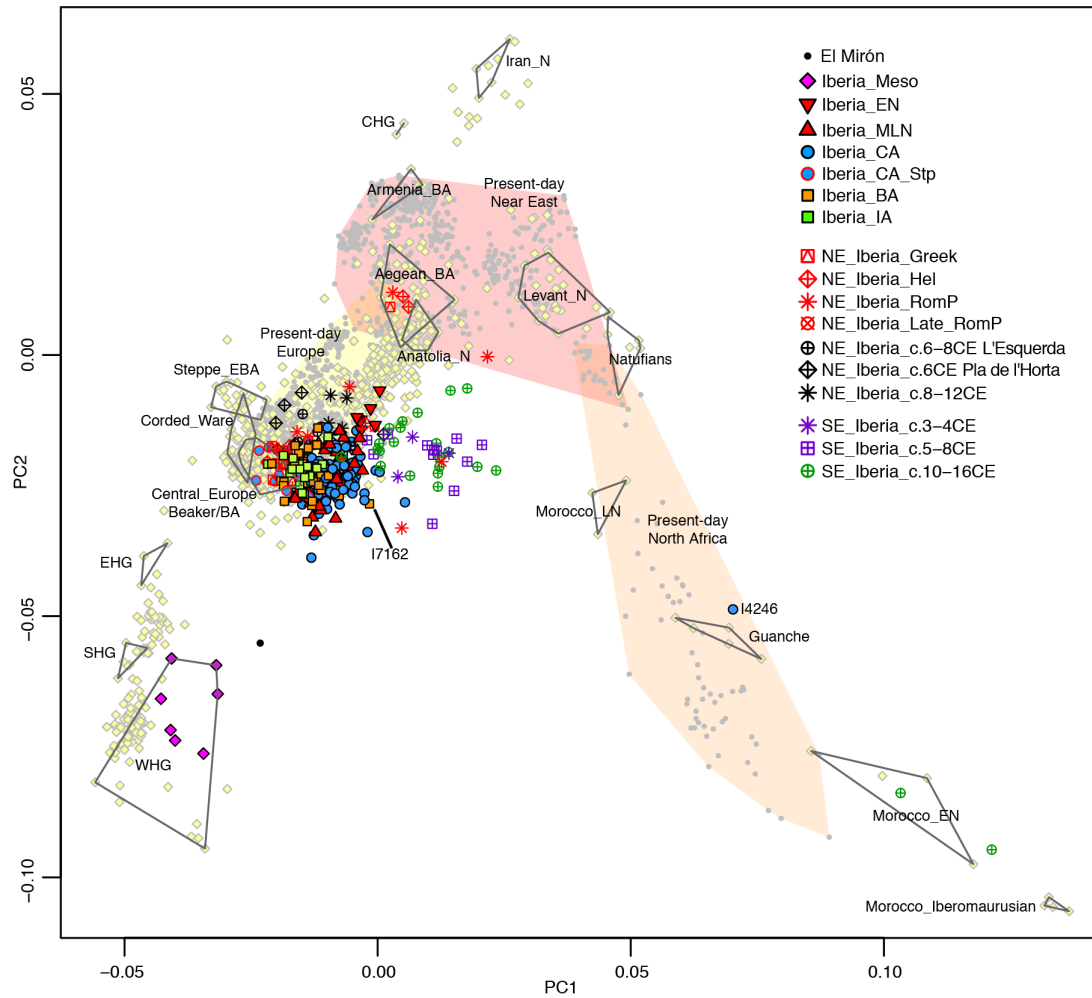 0.05
0.00
−0.05
−0.10
PC2
−0.05
0.00
0.05
0.10
PC1
Iran_N
CHG
Armenia_BA
Present-day
Near East
Aegean_BA
Levant_N
Present-day
Europe
Anatolia_N
Natufians
Steppe_EBA
Corded_Ware
Central_Europe
Beaker/BA
I7162
Morocco_LN
Present-day
North Africa
EHG
SHG
WHG
I4246
Guanche
Morocco_EN
Morocco_Iberomaurusian
El Mirón
Iberia_Meso
Iberia_EN
Iberia_MLN
Iberia_CA
Iberia_CA_Stp
Iberia_BA
Iberia_IA
NE_Iberia_Greek
NE_Iberia_Hel
NE_Iberia_RomP
NE_Iberia_Late_RomP
NE_Iberia_c.6−8CE L'Esquerda
NE_Iberia_c.6CE Pla de l'Horta
NE_Iberia_c.8−12CE
SE_Iberia_c.3−4CE
SE_Iberia_c.5−8CE
SE_Iberia_c.10−16CE